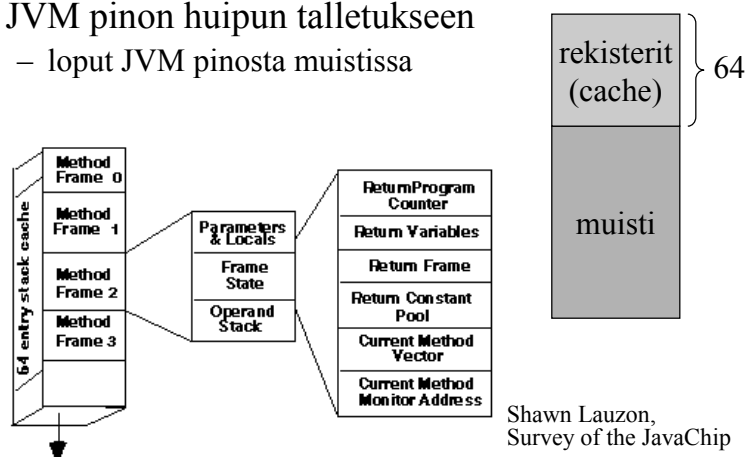 JVM pinon huipun talletukseen
– loput JVM pinosta muistissa
rekisterit
(cache)
64
muisti
64 entry stack cache
Method
Frame 0
Method
Frame 1
Method
Frame 2
Method
Frame 3
Parameters
& Locals
Frame
State
Operand
Stack
Return Program
Counter
Return Variables
Return Frame
Return Constant
Pool
Current Method
Vector
Current Method
Monitor Address
Shawn Lauzon,
Survey of the JavaChip